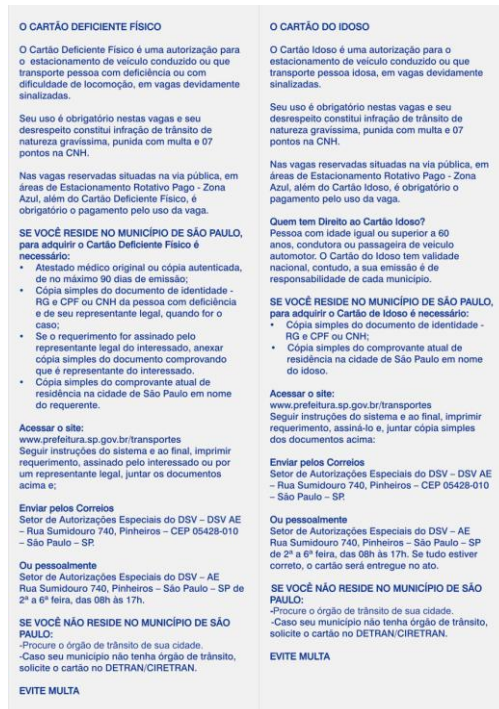 O CARTÃO DEFICIENTE FÍSICO
O Cartão Deficiente Físico é uma autorização para
o estacionamento de veículo conduzido ou que
transporte pessoa com deficiência ou com
dificuldade de locomoção, em vagas devidamente
sinalizadas.
Seu uso é obrigatório nestas vagas e seu
desrespeito constitui infração de trânsito de
natureza gravíssima, punida com multa e 07
pontos na CNH.
Nas vagas reservadas situadas na via pública, em
áreas de Estacionamento Rotativo Pago - Zona
Azul, além do Cartão Deficiente Físico, é
obrigatório o pagamento pelo uso da vaga.
SE VOCÊ RESIDE NO MUNICÍPIO DE SÃO PAULO,
para adquirir o Cartão Deficiente Físico é
necessário:
• Atestado médico original ou cópia autenticada,
de no máximo 90 dias de emissão;
• Cópia simples do documento de identidade -
RG e CPF ou CNH da pessoa com deficiência
e de seu representante legal, quando for o
caso;
• Se o requerimento for assinado pelo
representante legal do interessado, anexar
cópia simples do documento comprovando
que é representante do interessado.
• Cópia simples do comprovante atual de
residência na cidade de São Paulo em nome
do requerente.
Acessar o site:
www.prefeitura.sp.gov.br/transportes
Seguir instruções do sistema e ao final, imprimir
requerimento, assinado pelo interessado ou por
um representante legal, juntar os documentos
acima e;
Enviar pelos Correios
Setor de Autorizações Especiais do DSV – DSV AE
– Rua Sumidouro 740, Pinheiros – CEP 05428-010
– São Paulo – SP.
Ou pessoalmente
Setor de Autorizações Especiais do DSV – AE
Rua Sumidouro 740, Pinheiros – São Paulo – SP de
2ª a 6ª feira, das 08h às 17h.
SE VOCÊ NÃO RESIDE NO MUNICÍPIO DE SÃO
PAULO:
-Procure o órgão de trânsito de sua cidade.
-Caso seu município não tenha órgão de trânsito,
solicite o cartão no DETRAN/CIRETRAN.
EVITE MULTA
O CARTÃO DO IDOSO
O Cartão Idoso é uma autorização para o
estacionamento de veículo conduzido ou que
transporte pessoa idosa, em vagas devidamente
sinalizadas.
Seu uso é obrigatório nestas vagas e seu
desrespeito constitui infração de trânsito de
natureza gravíssima, punida com multa e 07
pontos na CNH.
Nas vagas reservadas situadas na via pública, em
áreas de Estacionamento Rotativo Pago - Zona
Azul, além do Cartão Idoso, é obrigatório o
pagamento pelo uso da vaga.
Quem tem Direito ao Cartão Idoso?
Pessoa com idade igual ou superior a 60
anos, condutora ou passageira de veículo
automotor. O Cartão do Idoso tem validade
nacional, contudo, a sua emissão é de
responsabilidade de cada município.
SE VOCÊ RESIDE NO MUNICÍPIO DE SÃO PAULO,
para adquirir o Cartão de Idoso é necessário:
• Cópia simples do documento de identidade -
RG e CPF ou CNH;
• Cópia simples do comprovante atual de
residência na cidade de São Paulo em nome
do idoso.
Acessar o site:
www.prefeitura.sp.gov.br/transportes
Seguir instruções do sistema e ao final, imprimir
requerimento, assiná-lo e, juntar cópia simples
dos documentos acima:
Enviar pelos Correios
Setor de Autorizações Especiais do DSV – DSV AE
– Rua Sumidouro 740, Pinheiros – CEP 05428-010
– São Paulo – SP.
Ou pessoalmente
Setor de Autorizações Especiais do DSV – AE
Rua Sumidouro 740, Pinheiros – São Paulo – SP
de 2ª a 6ª feira, das 08h às 17h. Se tudo estiver
correto, o cartão será entregue no ato.
SE VOCÊ NÃO RESIDE NO MUNICÍPIO DE SÃO
PAULO:
-Procure o órgão de trânsito de sua cidade.
-Caso seu município não tenha órgão de trânsito,
solicite o cartão no DETRAN/CIRETRAN.
EVITE MULTA